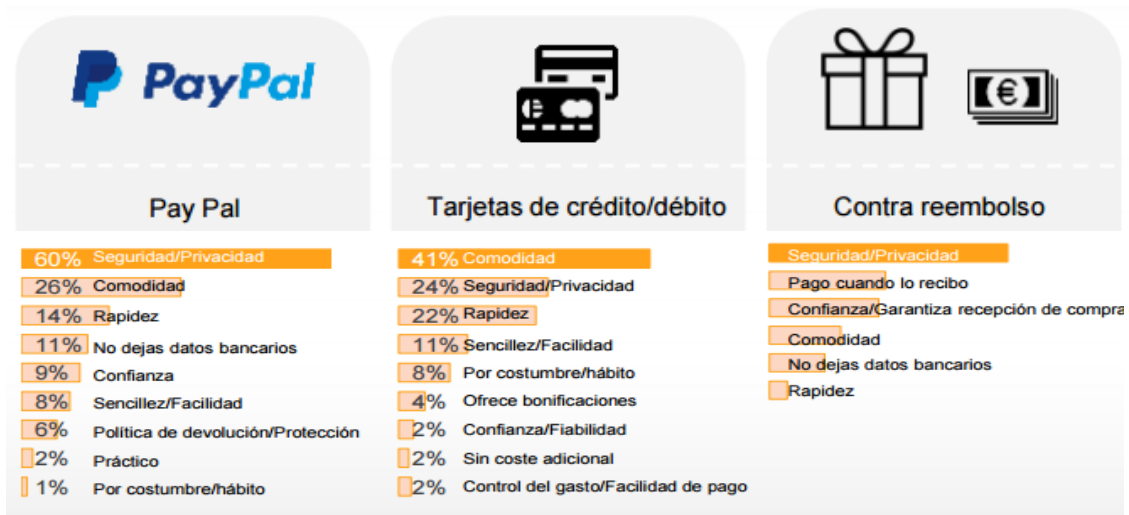 PayPal
Pay Pal
60% Seguridad/Privacidad
26% Comodidad
14% Rapidez
11% No dejas datos bancarios
9% Confianza
8% Sencillez/Facilidad
6% Política de devolución/Protección
2% Práctico
1% Por costumbre/hábito
Tarjetas de crédito/débito
41% Comodidad
24% Seguridad/Privacidad
22% Rapidez
11% Sencillez/Facilidad
8% Por costumbre/hábito
4% Ofrece bonificaciones
2% Confianza/Fiabilidad
2% Sin coste adicional
2% Control del gasto/Facilidad de pago
€
Contra reembolso
Seguridad/Privacidad
Pago cuando lo recibo
Confianza/Garantiza recepción de compra
Comodidad
No dejas datos bancarios
Rapidez